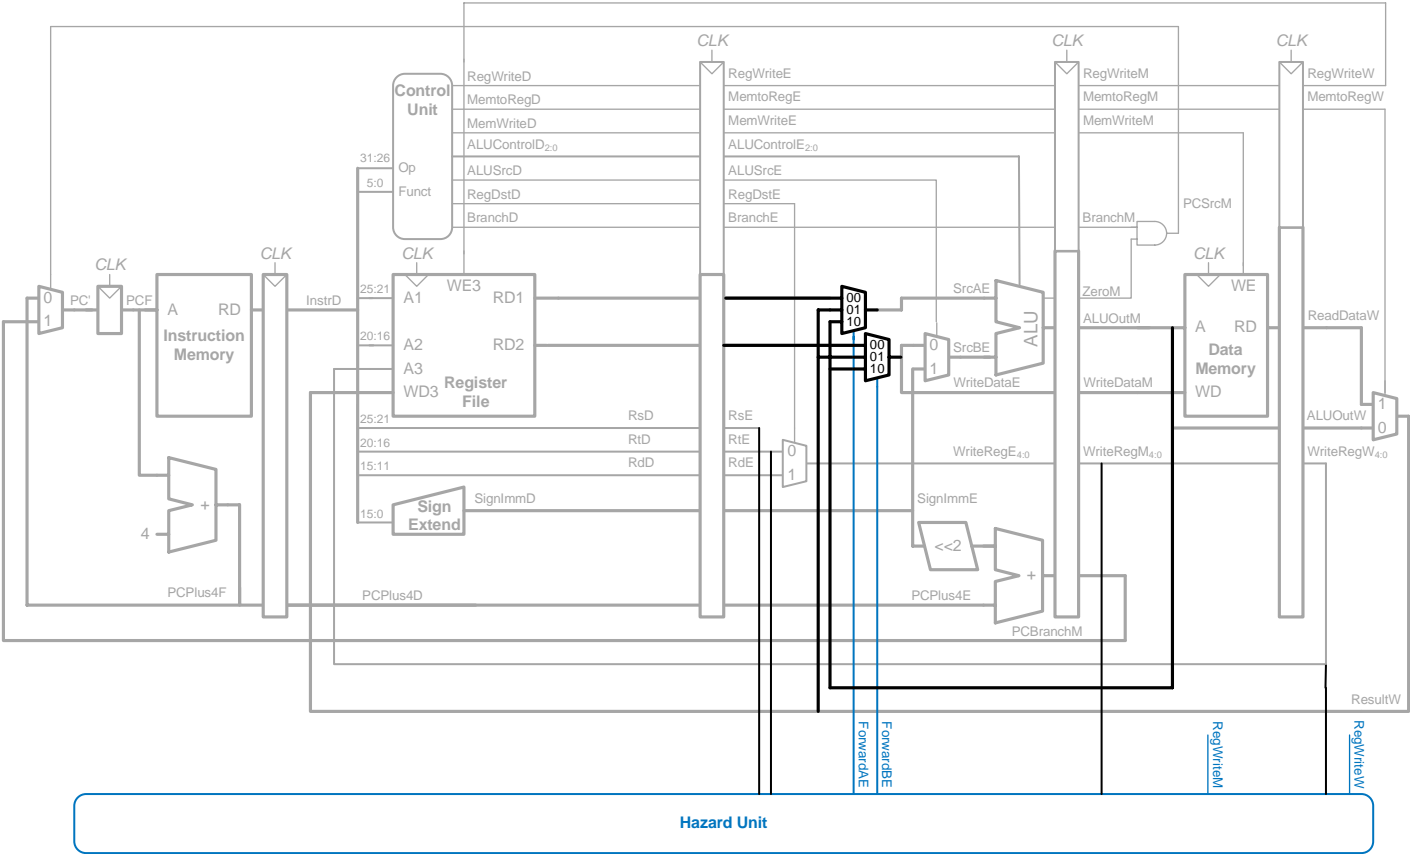 CLK CLK CLK
RegWriteD RegWriteE RegWriteM RegWriteW
Control Unit
MemtoRegD MemtoRegE MemtoRegM MemtoRegW
MemWriteD MemWriteE MemWriteM
ALUControlD2:0 ALUControlE2:0
31:26 Op ALUSrcD ALUSrcE
5:0 Funct RegDstD RegDstE
BranchD BranchE BranchM PCSrcM
CLK CLK CLK CLK
0 1 PC' PCF A RD InstrD
Instruction Memory
25:21 A1 WE3 RD1 00 01 10 SrcAE ZeroM WE
20:16 A2 RD2 00 01 10 0 1 SrcBE ALU ALUOutM A RD ReadDataW
A3
WD3 Register File
WriteDataE WriteDataM WD Data Memory
25:21 RsD RsE 1 0 ALUOutW
20:16 RtD RtE 0 1 WriteRegE4:0 WriteRegM4:0 WriteRegW4:0
15:11 RdD RdE
15:0 Sign Extend SignImmD SignImmE
+
4
<<2
+
PCPlus4F PCPlus4D PCPlus4E
PCBranchM
ResultW
ForwardAE ForwardBE RegWriteM RegWriteW
Hazard Unit